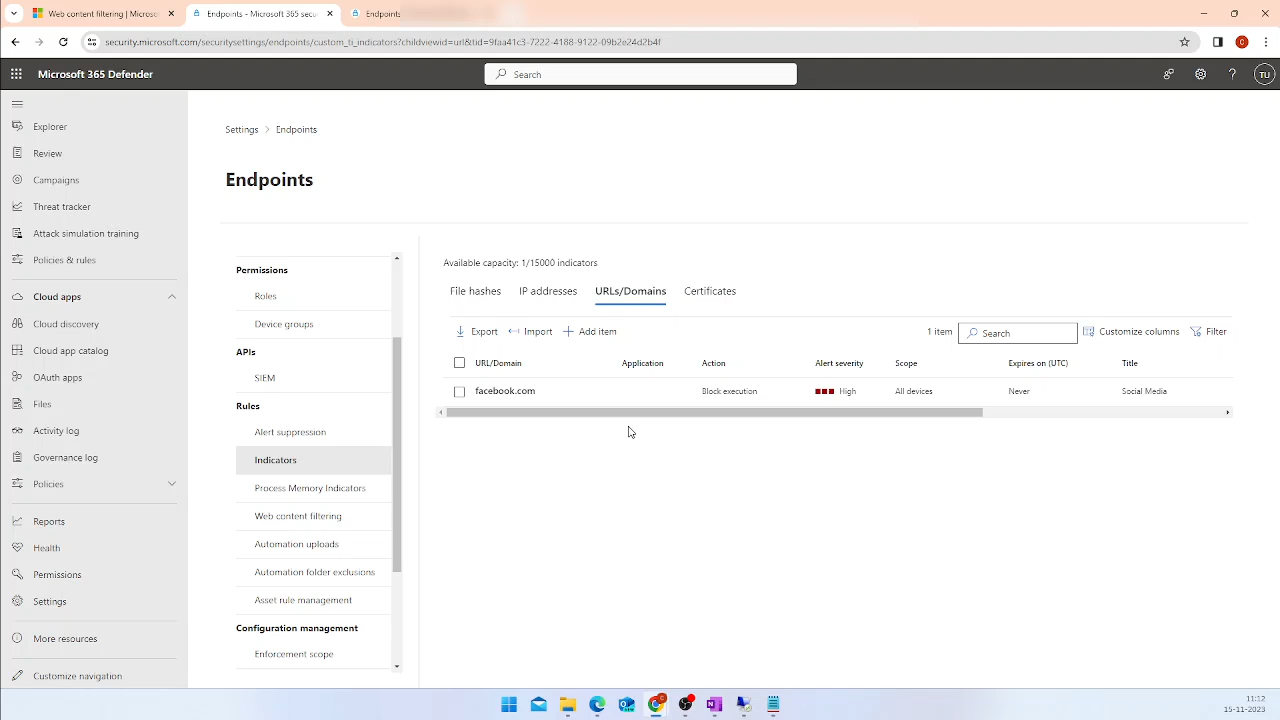 Web content filtering | Microso
Endpoints - Microsoft 365 secu
Endpoints
security.microsoft.com/securitysettings/endpoints/custom_ti_indicators?childviewid=url&tid=9faa41c3-7222-4188-9122-09b2e24d2b4f
C
Microsoft 365 Defender
Search
TU
Explorer
Review
Campaigns
Threat tracker
Attack simulation training
Policies & rules
Cloud apps
Cloud discovery
Cloud app catalog
OAuth apps
Files
Activity log
Governance log
Policies
Reports
Health
Permissions
Settings
More resources
Customize navigation
Settings > Endpoints
Endpoints
Permissions
Roles
Device groups
APIs
SIEM
Rules
Alert suppression
Indicators
Process Memory Indicators
Web content filtering
Automation uploads
Automation folder exclusions
Asset rule management
Configuration management
Enforcement scope
Available capacity: 1/15000 indicators
File hashes IP addresses URLs/Domains Certificates
Export Import Add item 1 item Search Customize columns Filter
URL/Domain Application Action Alert severity Scope Expires on (UTC) Title
facebook.com Block execution High All devices Never Social Media
11:12
15-11-2023